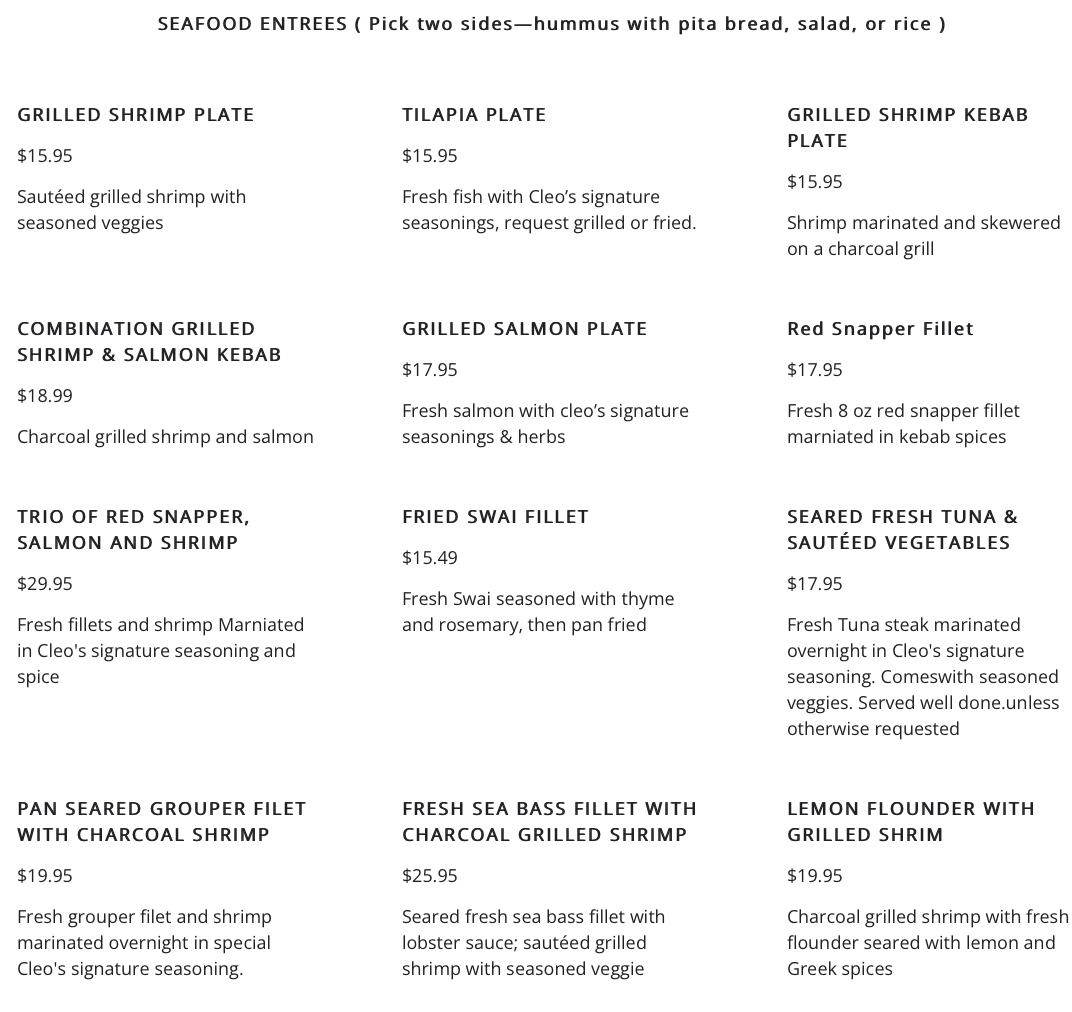 SEAFOOD ENTREES ( Pick two sides—hummus with pita bread, salad, or rice )
GRILLED SHRIMP PLATE
$15.95
Sautéed grilled shrimp with
seasoned veggies
TILAPIA PLATE
$15.95
Fresh fish with Cleo’s signature
seasonings, request grilled or fried.
GRILLED SHRIMP KEBAB
PLATE
$15.95
Shrimp marinated and skewered
on a charcoal grill
COMBINATION GRILLED
SHRIMP & SALMON KEBAB
$18.99
Charcoal grilled shrimp and salmon
GRILLED SALMON PLATE
$17.95
Fresh salmon with cleo’s signature
seasonings & herbs
Red Snapper Fillet
$17.95
Fresh 8 oz red snapper fillet
marniated in kebab spices
TRIO OF RED SNAPPER,
SALMON AND SHRIMP
$29.95
Fresh fillets and shrimp Marniated
in Cleo's signature seasoning and
spice
FRIED SWAI FILLET
$15.49
Fresh Swai seasoned with thyme
and rosemary, then pan fried
SEARED FRESH TUNA &
SAUTÉED VEGETABLES
$17.95
Fresh Tuna steak marinated
overnight in Cleo's signature
seasoning. Comeswith seasoned
veggies. Served well done.unless
otherwise requested
PAN SEARED GROUPER FILET
WITH CHARCOAL SHRIMP
$19.95
Fresh grouper filet and shrimp
marinated overnight in special
Cleo's signature seasoning.
FRESH SEA BASS FILLET WITH
CHARCOAL GRILLED SHRIMP
$25.95
Seared fresh sea bass fillet with
lobster sauce; sautéed grilled
shrimp with seasoned veggie
LEMON FLOUNDER WITH
GRILLED SHRIM
$19.95
Charcoal grilled shrimp with fresh
flounder seared with lemon and
Greek spices